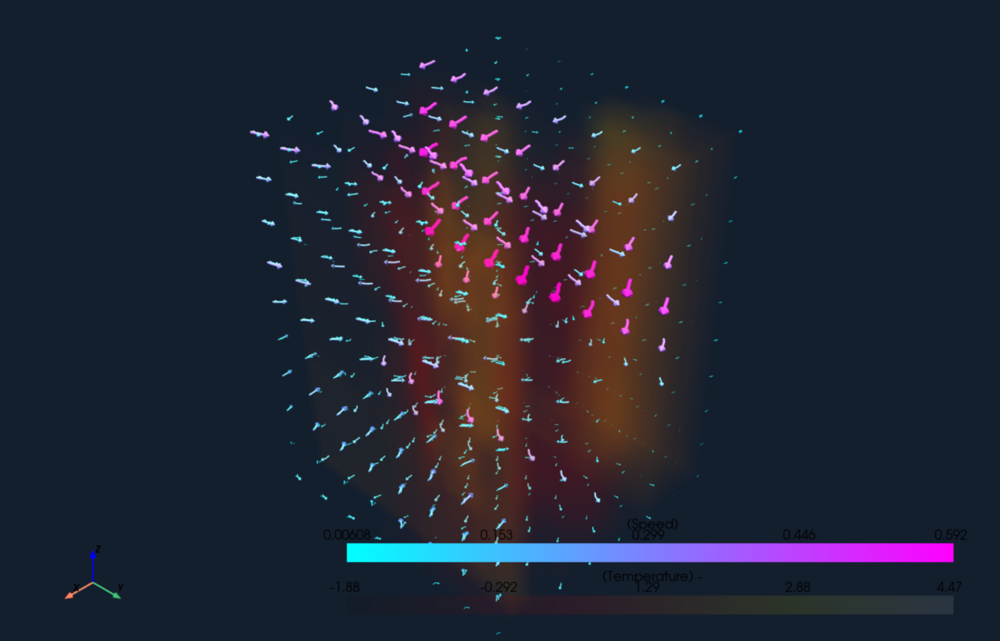 (Speed)
0.00608 0.153 0.299 0.446 0.592
(Temperature) -
-1.88 -0.292 1.29 2.88 4.47
Z
X Y